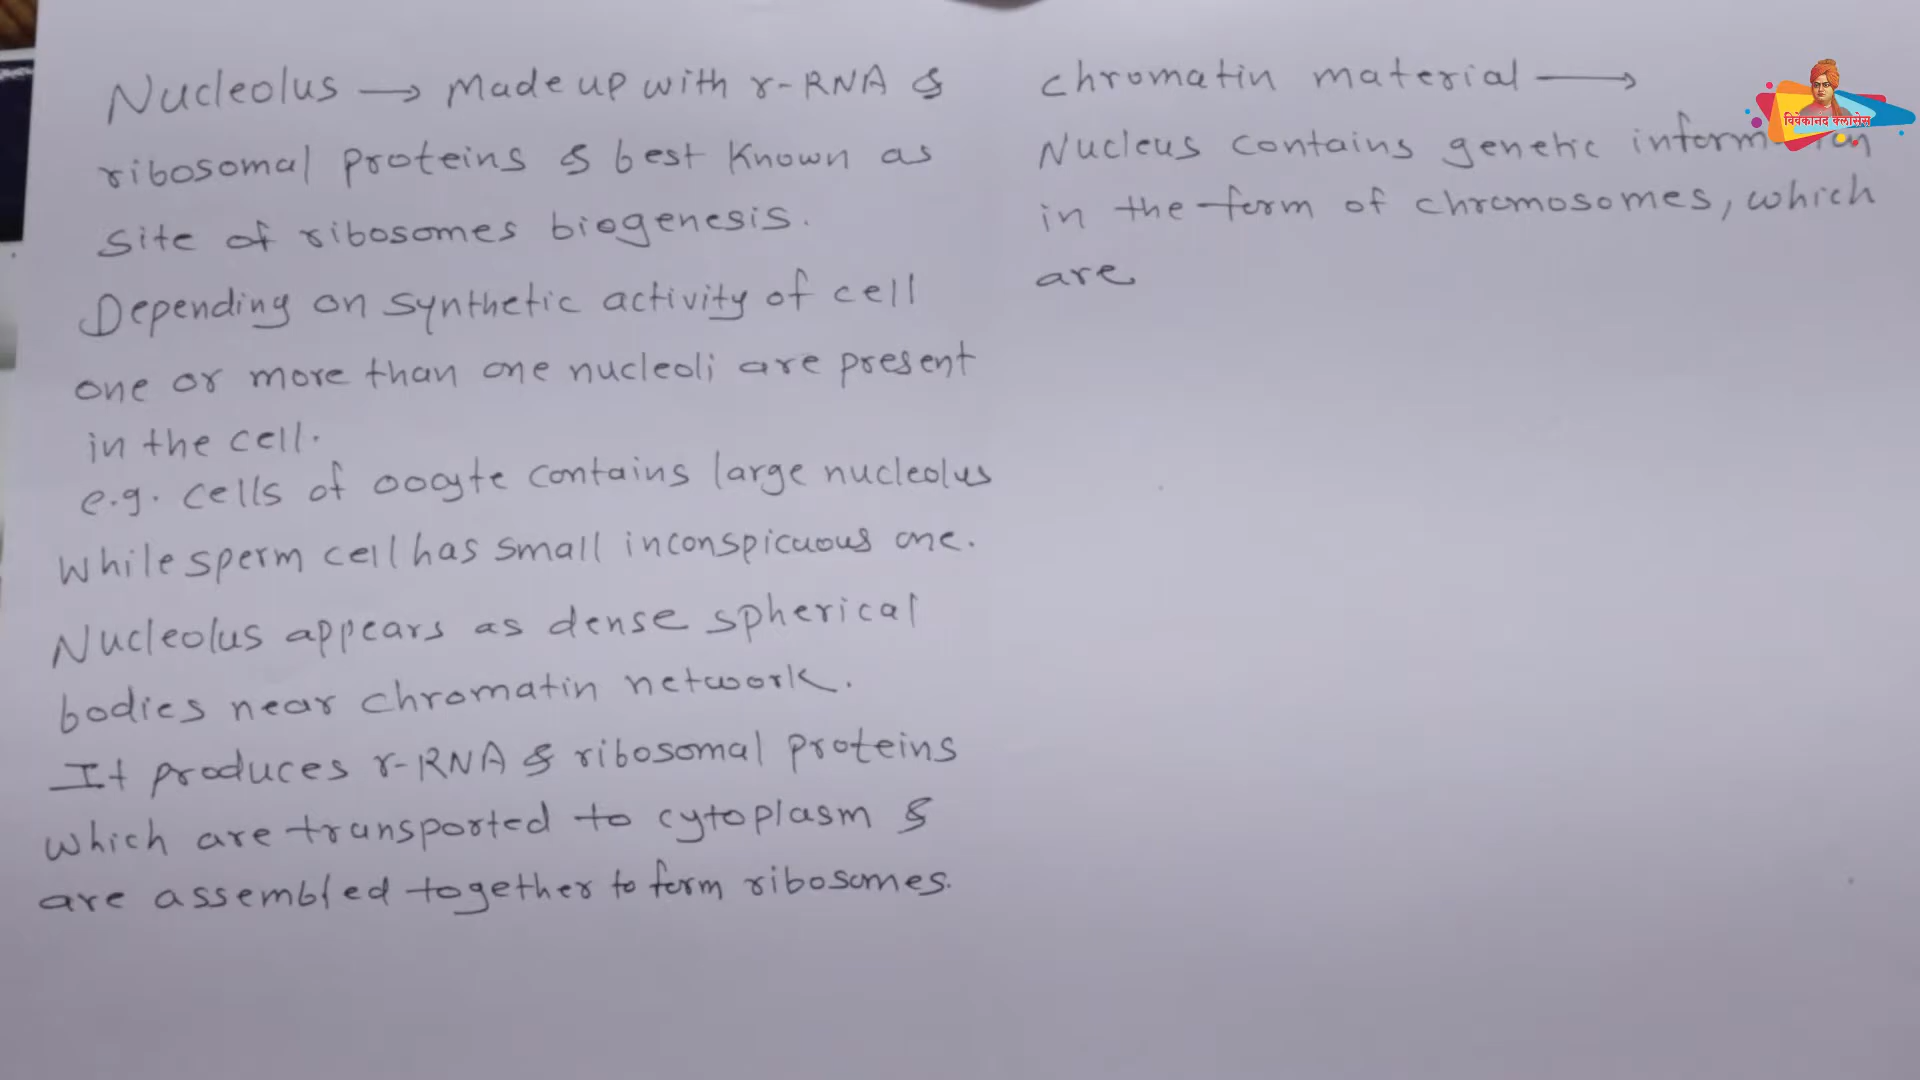 Nucleolus → Made up with r-RNA &
ribosomal proteins & best known as
site of ribosomes biogenesis.
Depending on synthetic activity of cell
one or more than one nucleoli are present
in the cell.
e.g. cells of oocyte contains large nucleolus
While sperm cell has small inconspicuous one.
Nucleolus appears as dense spherical
bodies near chromatin network.
It produces r-RNA & ribosomal proteins
which are transported to cytoplasm &
are assembled together to form ribosomes.
chromatin material →
Nucleus contains genetic information
in the form of chromosomes, which
are
विवेकानंद क्लासेस